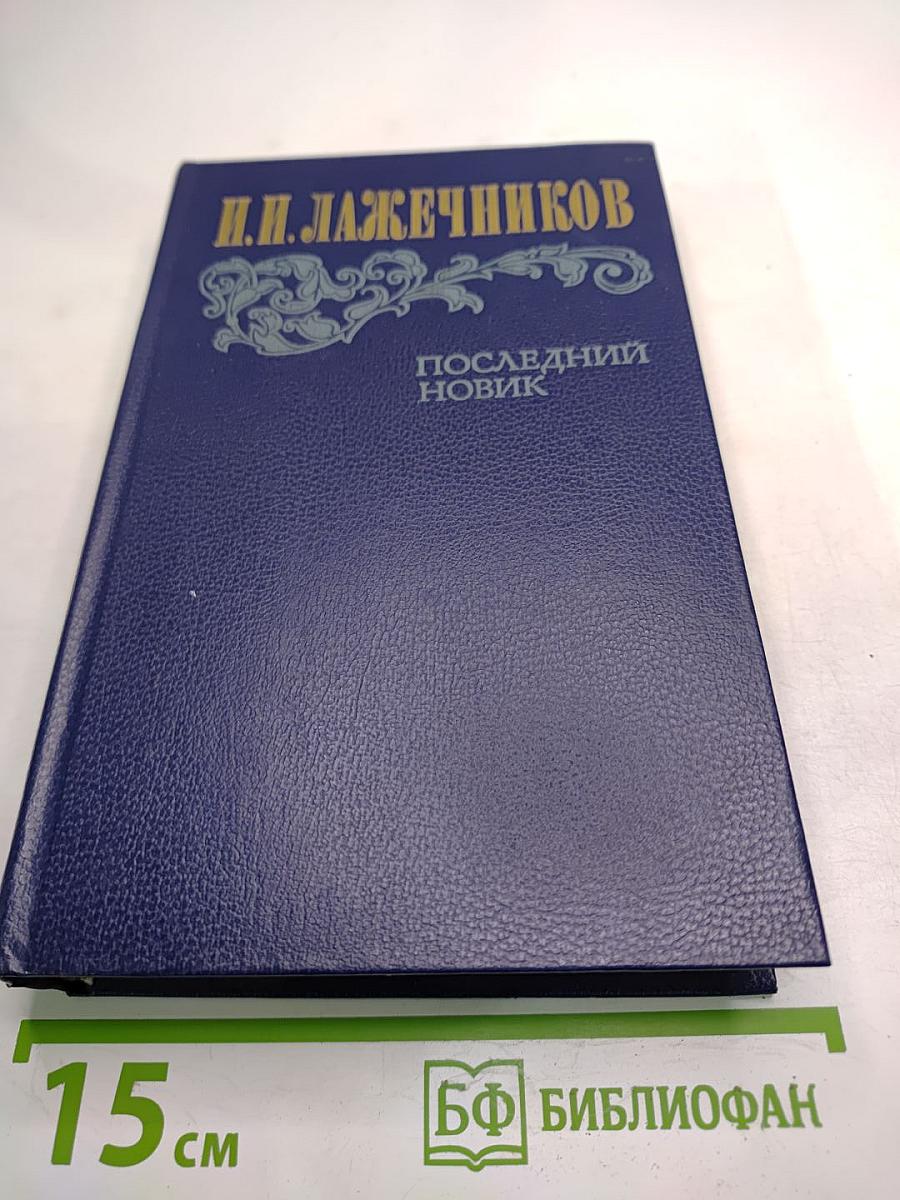 И.И. ЛАЖЕЧНИКОВ
ПОСЛЕДНИЙ
НОВИК
15 см
БФ БИБЛИОФАН